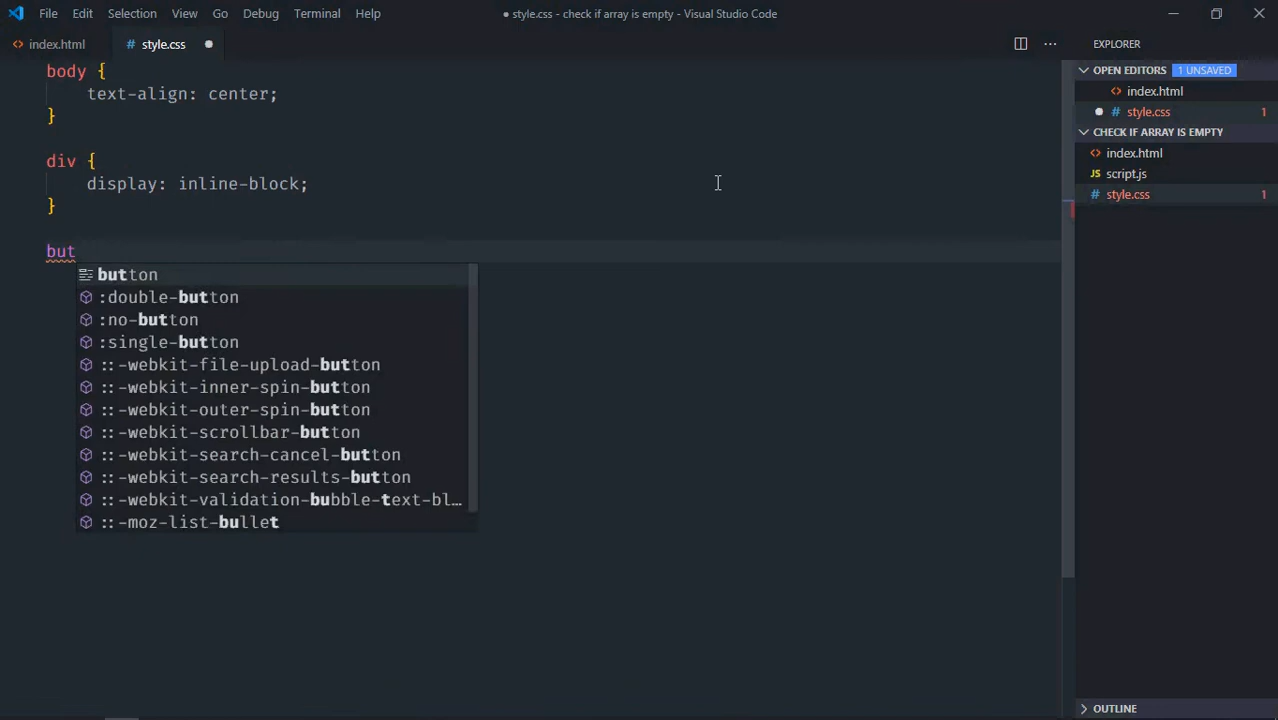 File Edit Selection View Go Debug Terminal Help
● style.css - check if array is empty - Visual Studio Code
<> index.html
# style.css ●
EXPLORER
body {
text-align: center;
}
div {
display: inline-block;
}
but
button
:double-button
:no-button
:single-button
::-webkit-file-upload-button
::-webkit-inner-spin-button
::-webkit-outer-spin-button
::-webkit-scrollbar-button
::-webkit-search-cancel-button
::-webkit-search-results-button
::-webkit-validation-bubble-text-bl…
::-moz-list-bullet
OPEN EDITORS 1 UNSAVED
<> index.html
● # style.css 1
CHECK IF ARRAY IS EMPTY
<> index.html
JS script.js
# style.css 1
OUTLINE